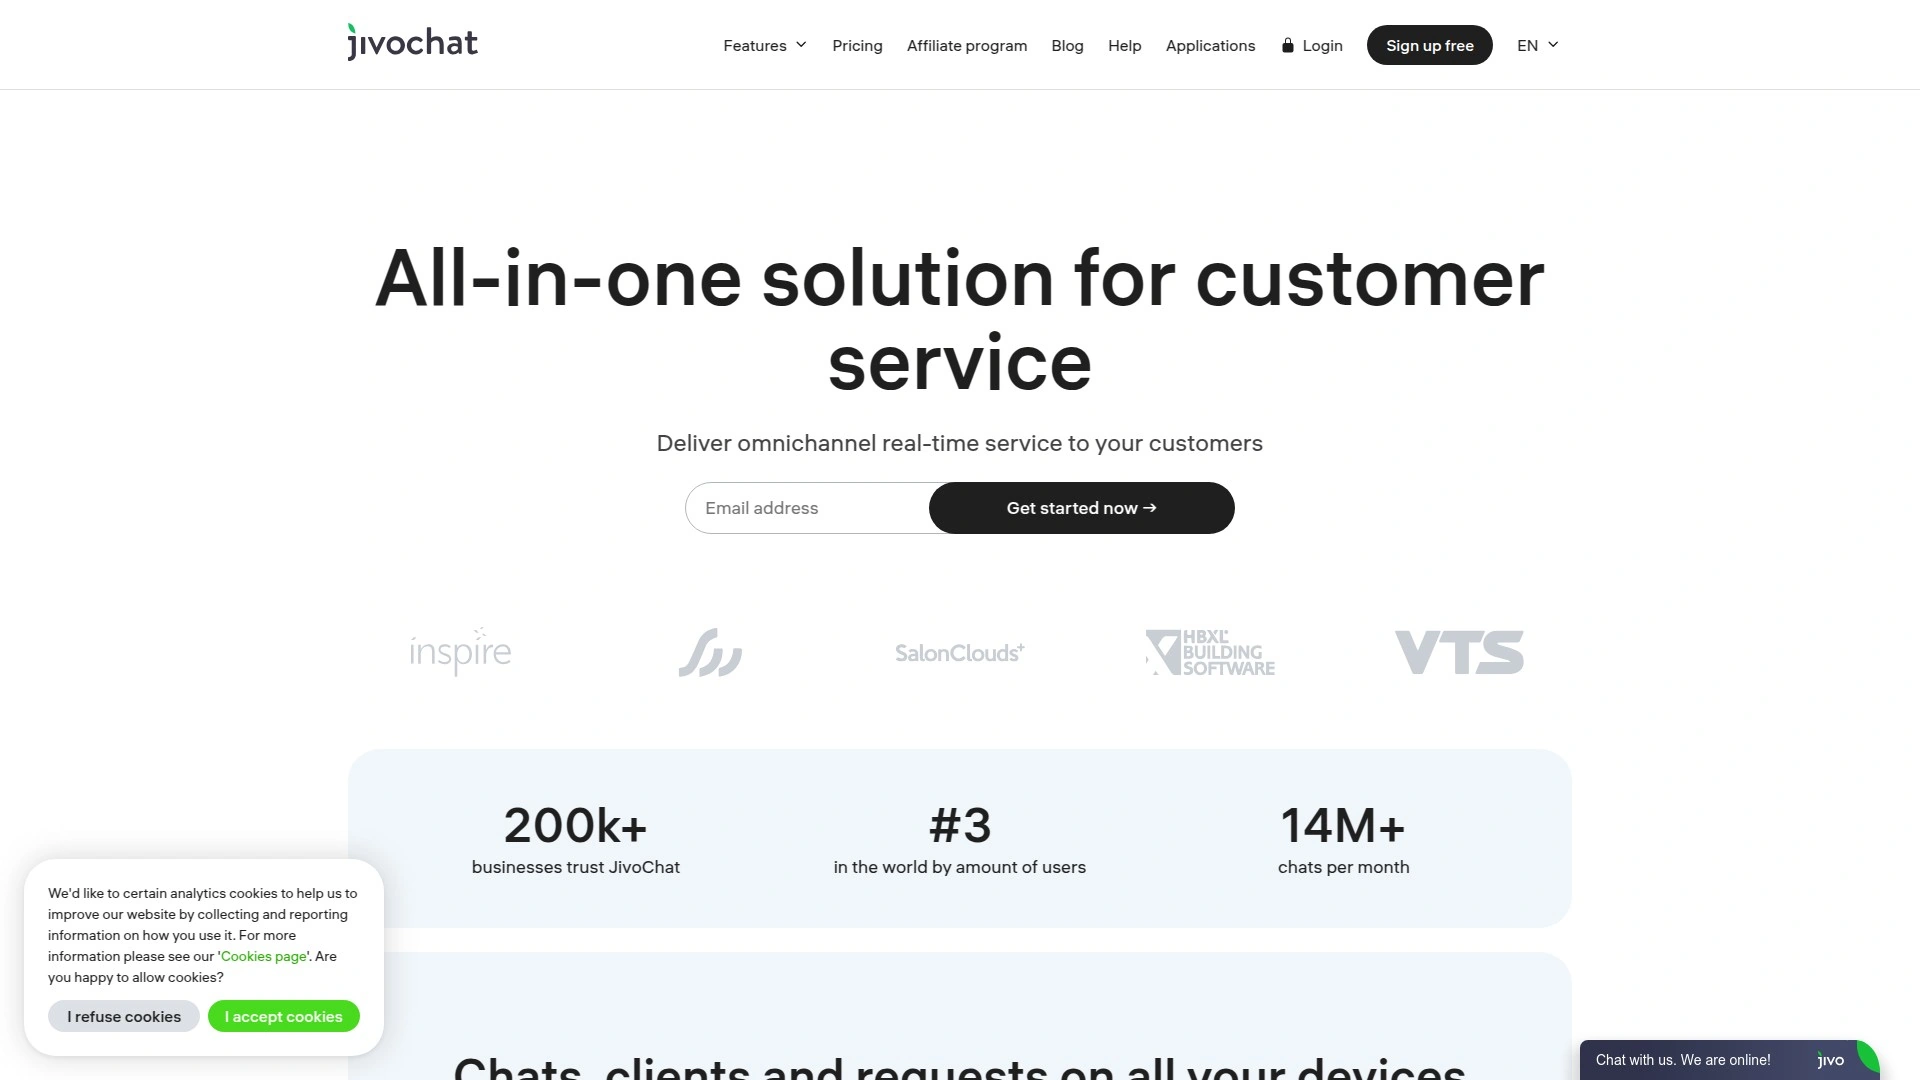 jivochat
Features Pricing Affiliate program Blog Help Applications Login Sign up free EN
All-in-one solution for customer
service
Deliver omnichannel real-time service to your customers
Email address Get started now →
inspire
SalonClouds+
HBXL
BUILDING
SOFTWARE
VTS
200k+
businesses trust JivoChat
#3
in the world by amount of users
14M+
chats per month
We'd like to certain analytics cookies to help us to
improve our website by collecting and reporting
information on how you use it. For more
information please see our 'Cookies page'. Are
you happy to allow cookies?
I refuse cookies I accept cookies
Chats, clients and requests on all your devices
Chat with us. We are online! jivo